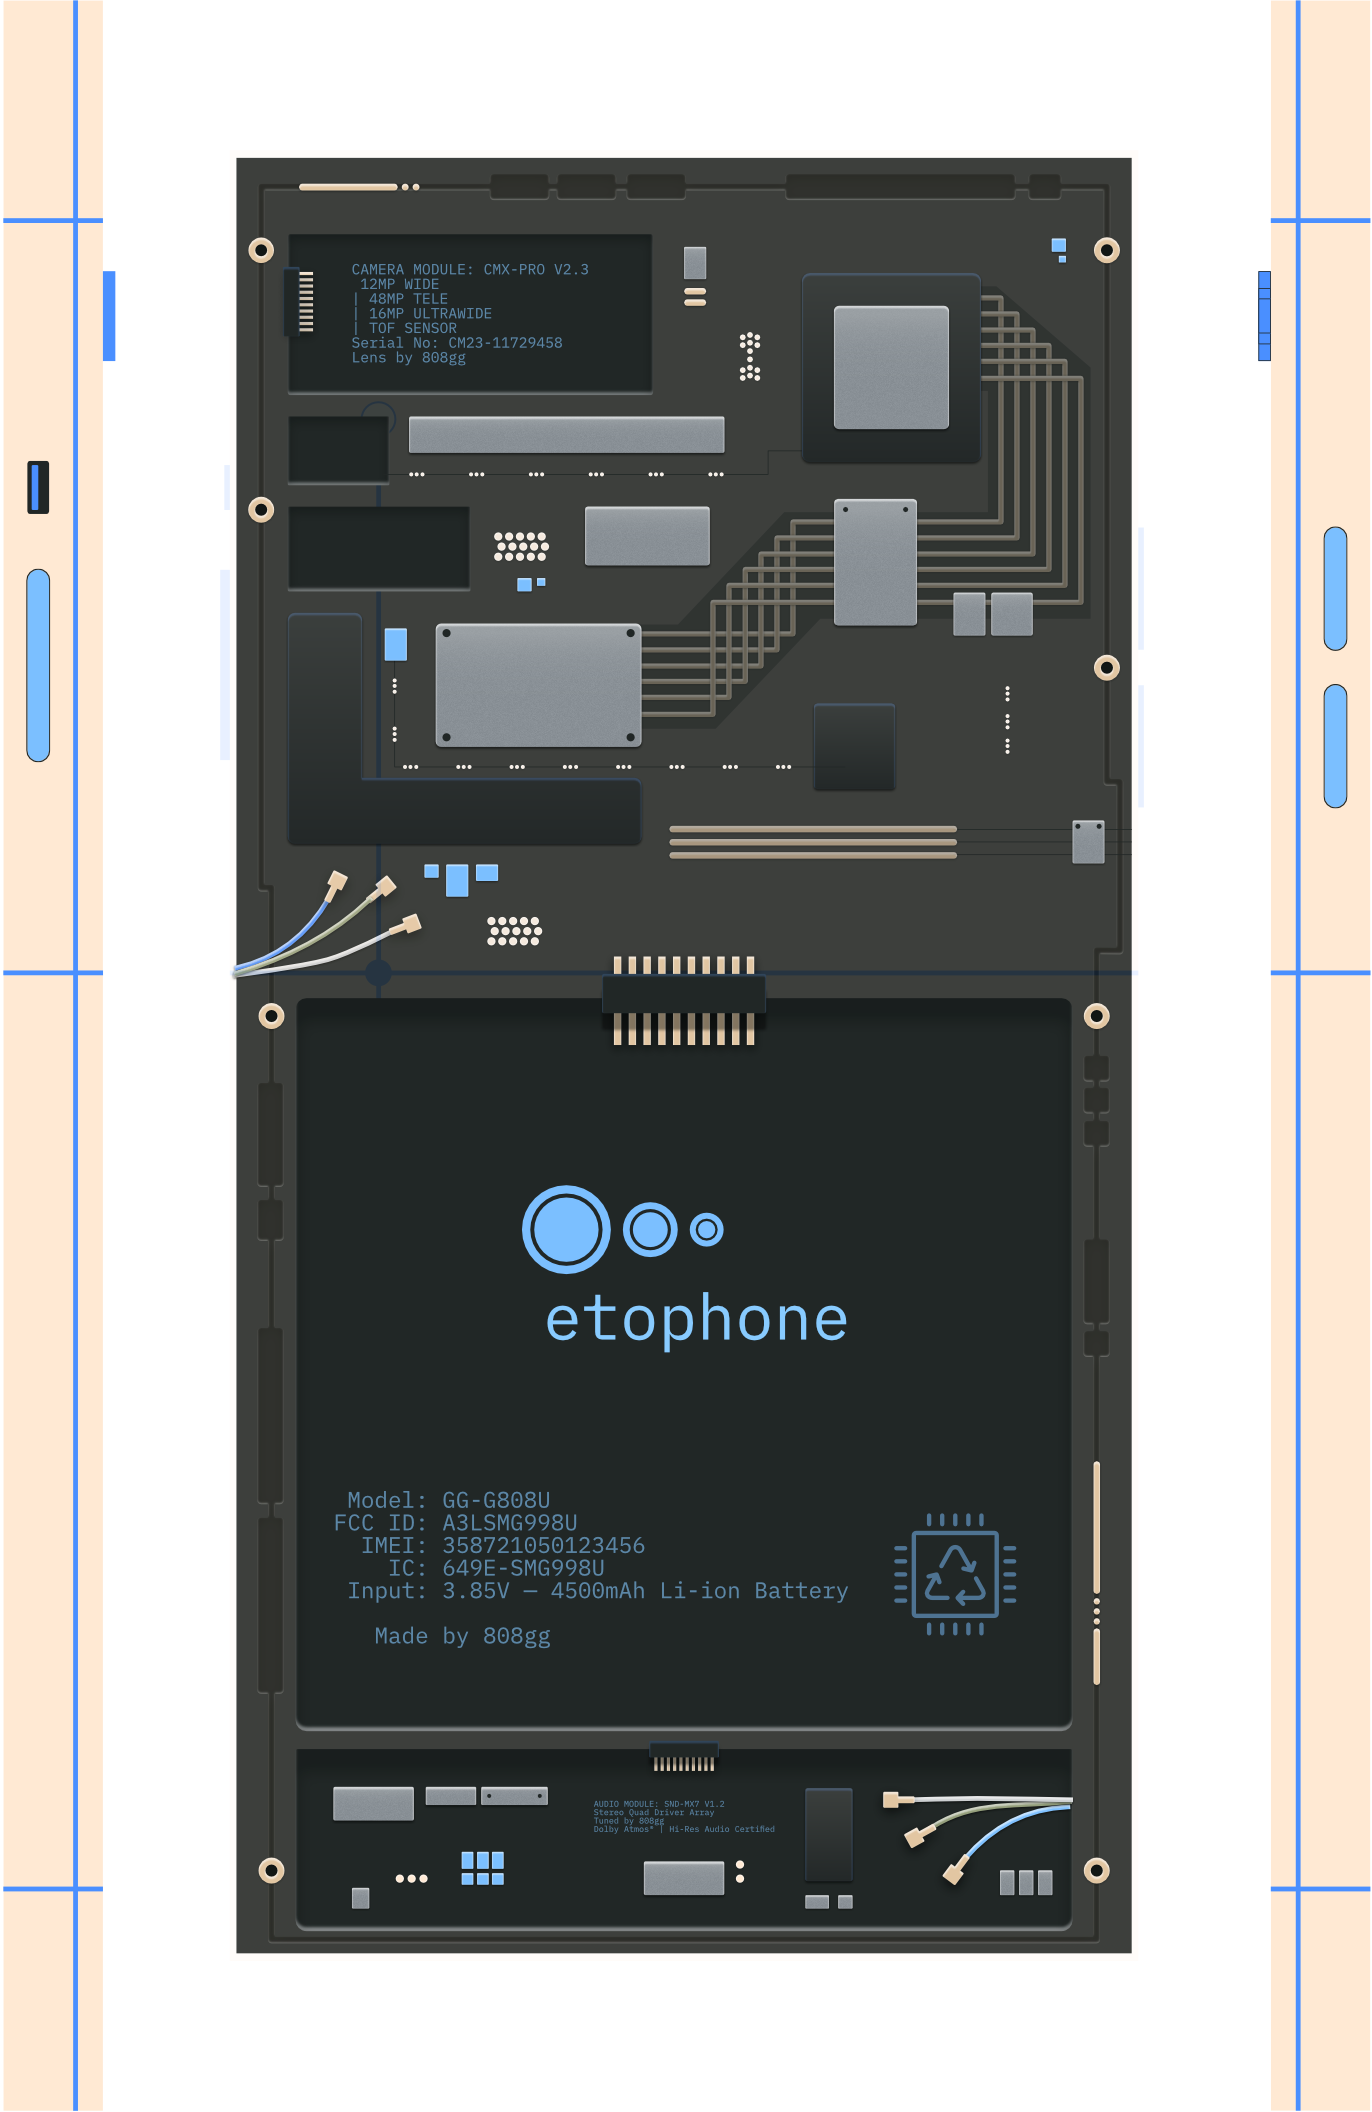 CAMERA MODULE: CMX-PRO V2.3
12MP WIDE
| 48MP TELE
| 16MP ULTRAWIDE
| TOF SENSOR
Serial No: CM23-11729458
Lens by 808gg
etophone
Model: GG-G808U
FCC ID: A3LSMG998U
IMEI: 358721050123456
IC: 649E-SMG998U
Input: 3.85V — 4500mAh Li-ion Battery
Made by 808gg
AUDIO MODULE: SND-MX7 V1.2
Stereo Quad Driver Array
Tuned by 808gg
Dolby Atmos* | Hi-Res Audio Certified